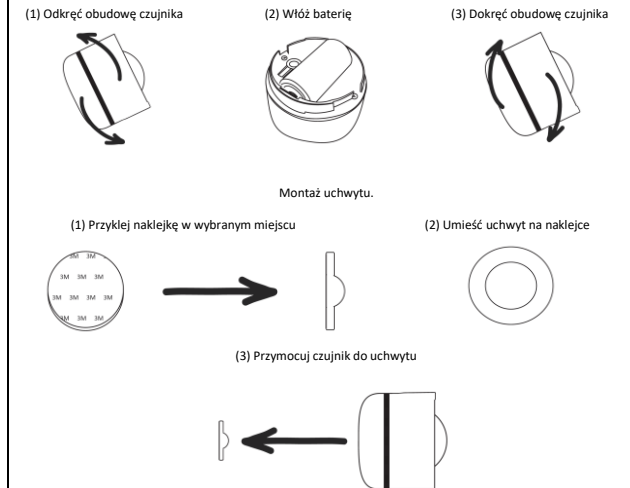 (1) Odkręć obudowę czujnika
(2) Włóż baterię
(3) Dokręć obudowę czujnika
Montaż uchwytu.
(1) Przyklej naklejkę w wybranym miejscu
(2) Umieść uchwyt na naklejce
3M 3M
3M 3M 3M
3M 3M 3M 3M
3M 3M 3M
(3) Przymocuj czujnik do uchwytu